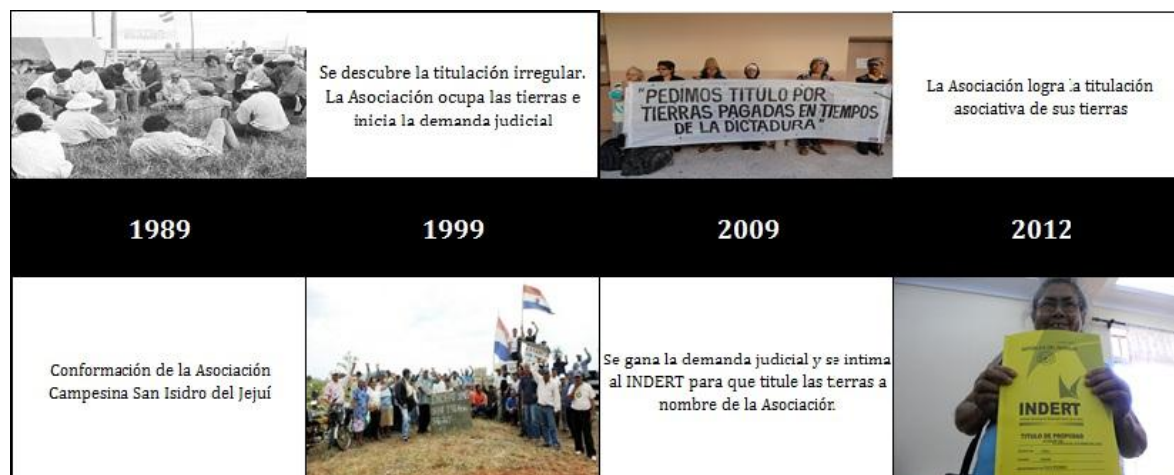 Se descubre la titulación irregular.
La Asociación ocupa las tierras e
inicia la demanda judicial
"PEDIMOS TITULO POR
TIERRAS PAGADAS EN TIEMPOS
DE LA DICTADURA"
La Asociación logra la titulación
asociativa de sus tierras
1989
1999
2009
2012
Conformación de la Asociación
Campesina San Isidro del Jejuí
Se gana la demanda judicial y se intima
al INDERT para que titule las tierras a
nombre de la Asociación.
INDERT
TITULO DE PROPIEDAD